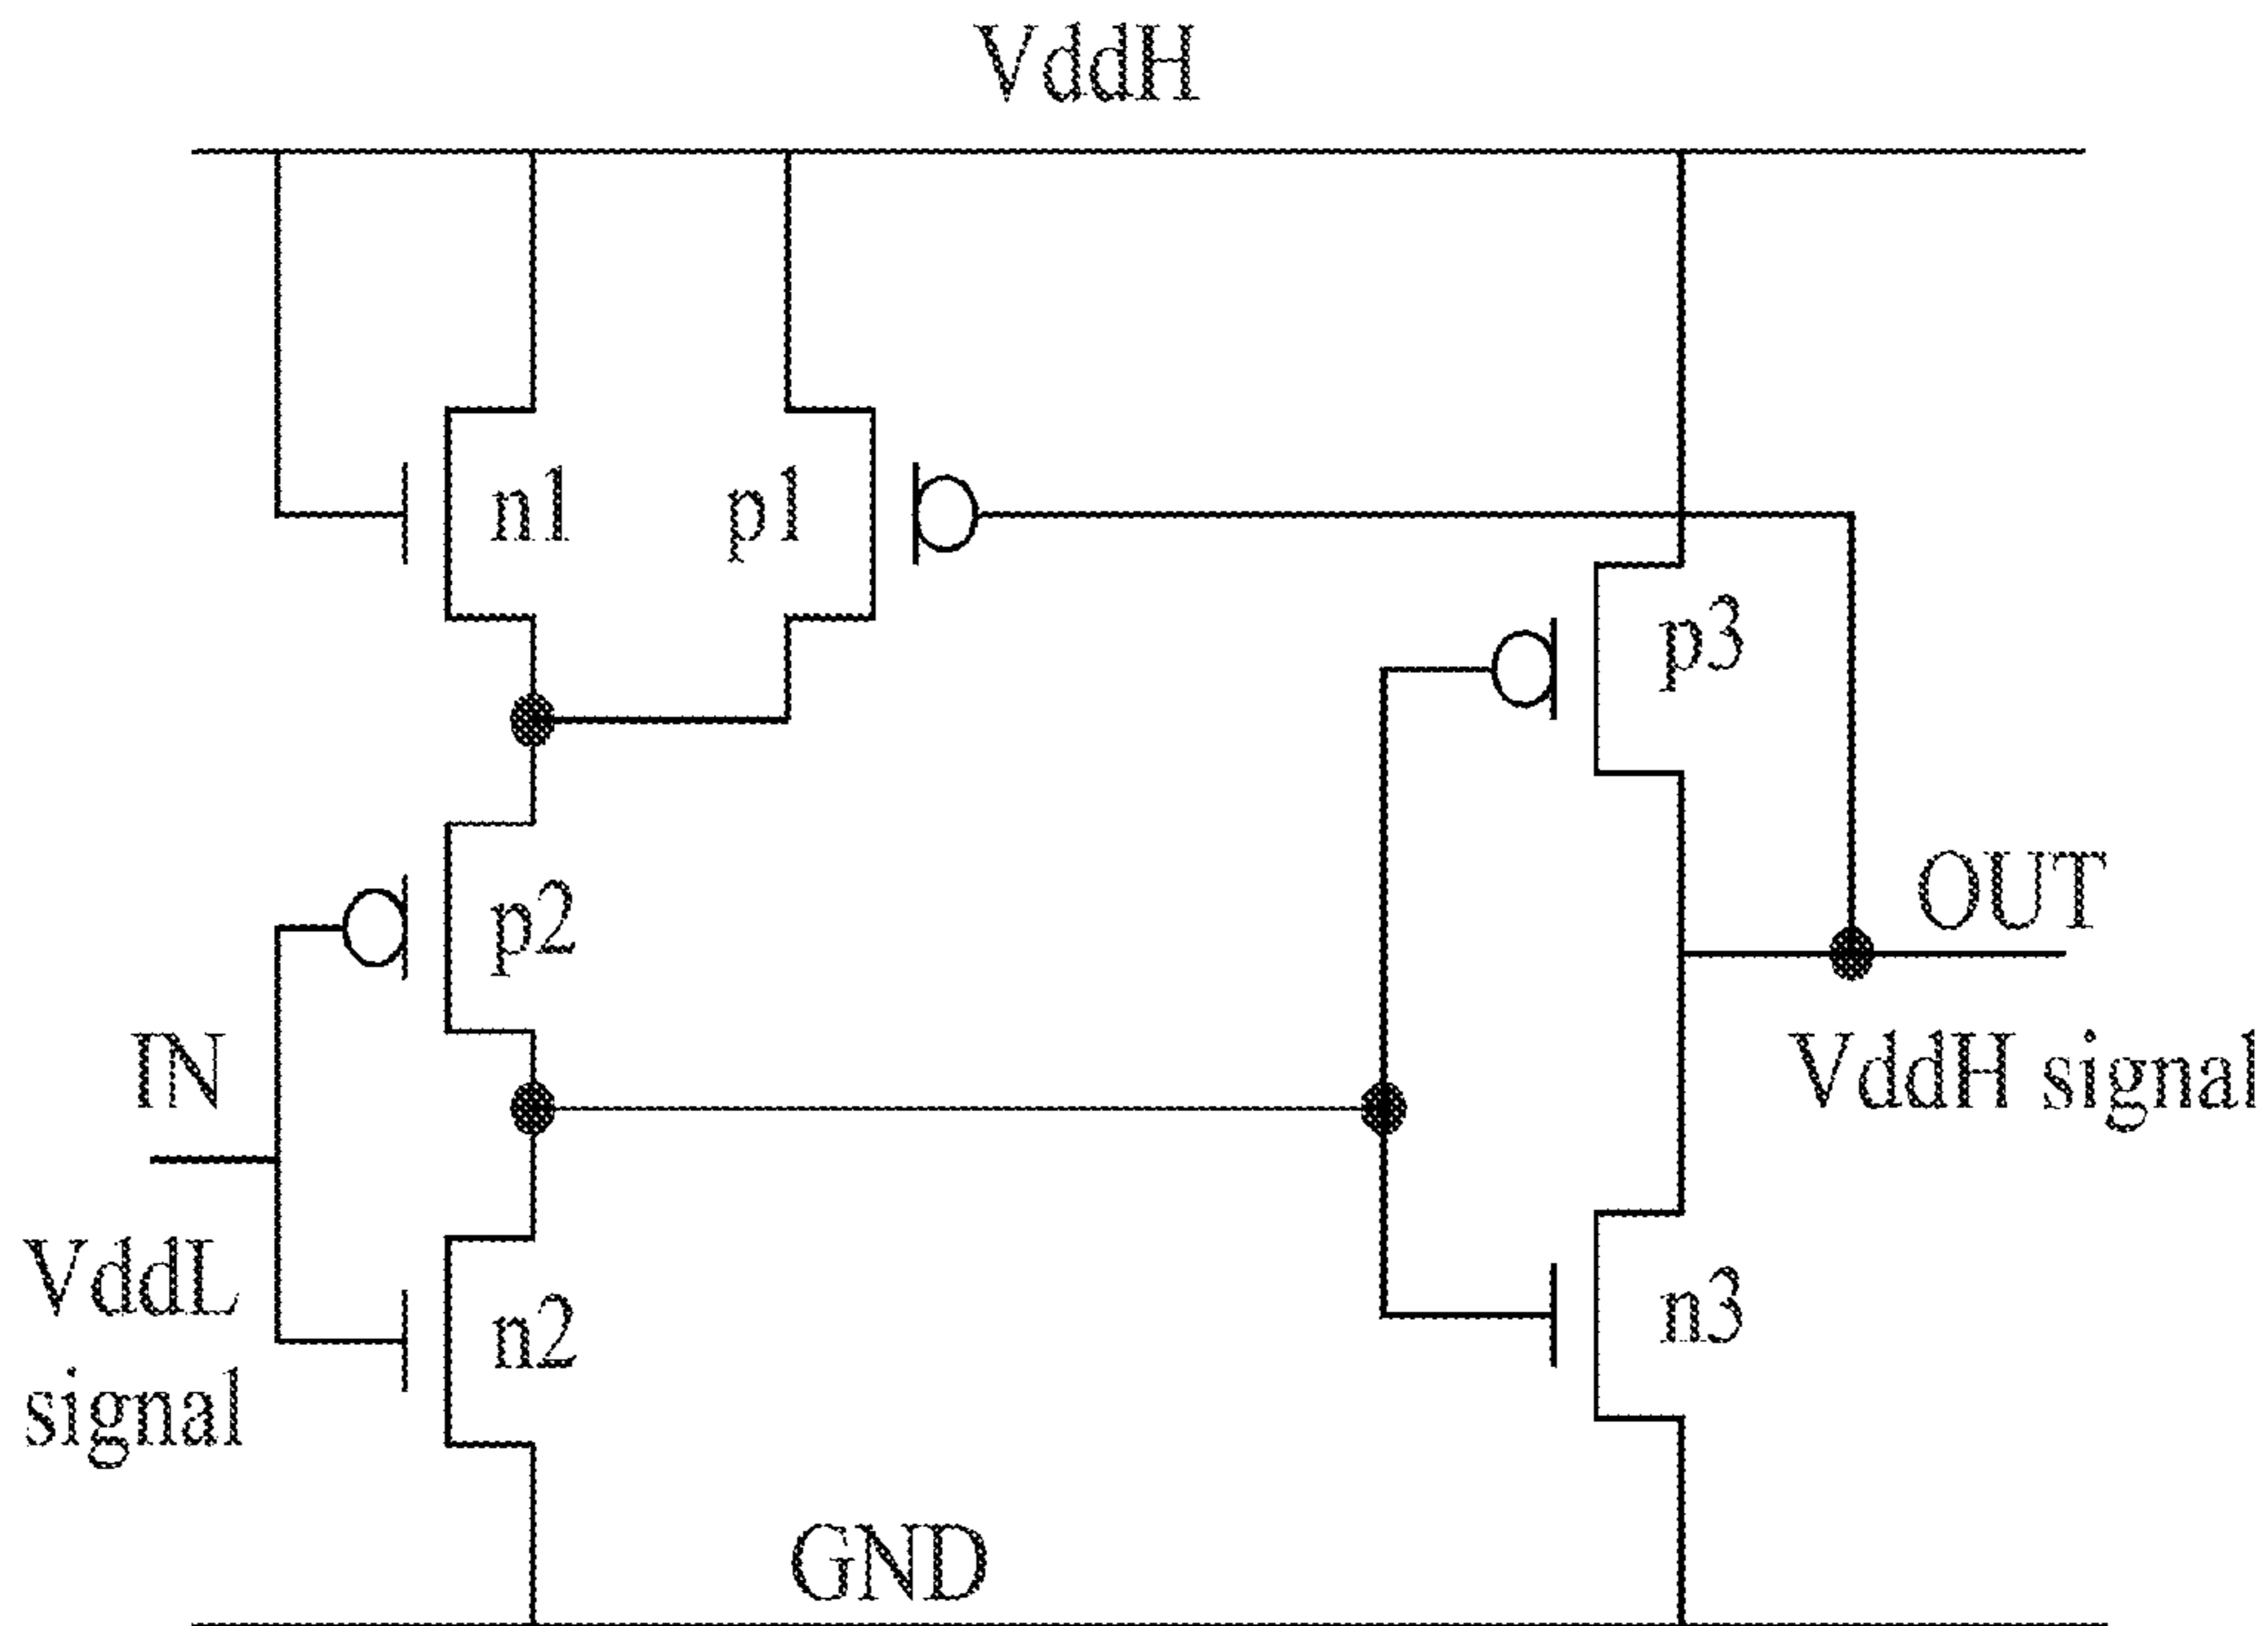 VddH
n1
p1
p3
p2
OUT
IN
VddH signal
VddL
signal
n2
n3
GND